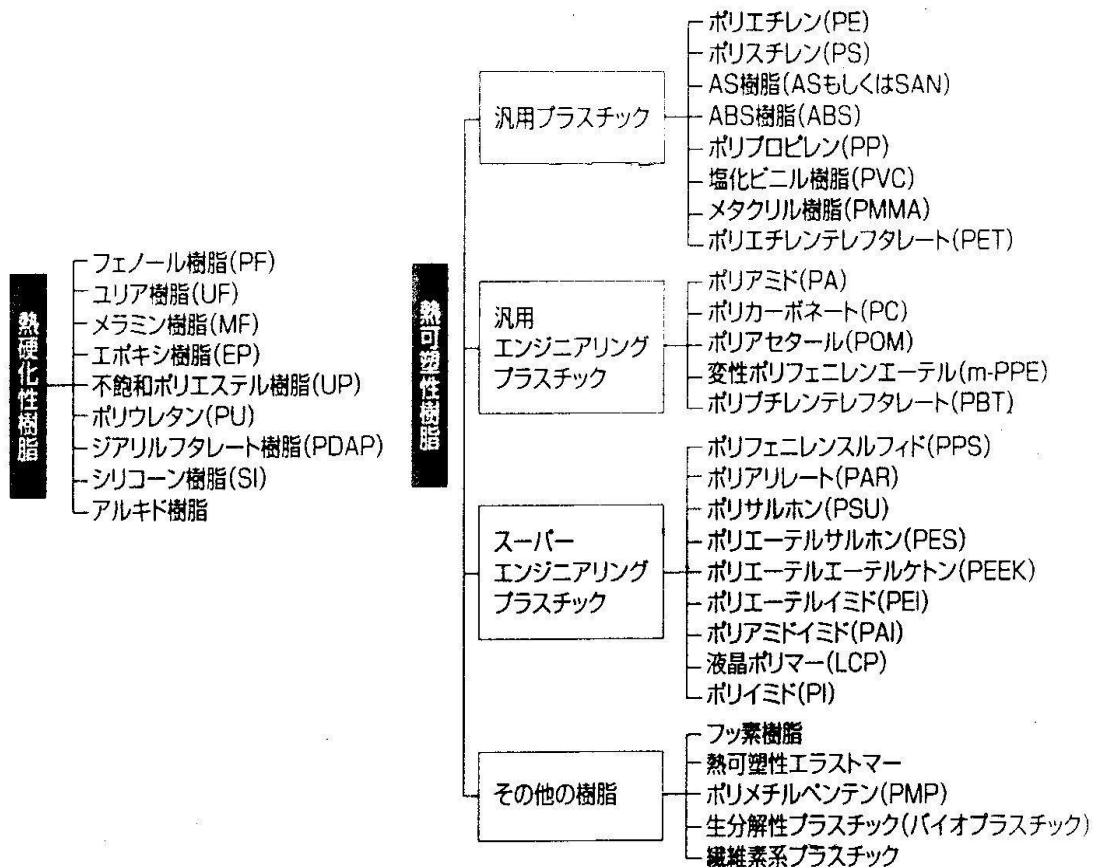 熱硬化性樹脂
フェノール樹脂(PF)
ユリア樹脂(UF)
メラミン樹脂(MF)
エポキシ樹脂(EP)
不飽和ポリエステル樹脂(UP)
ポリウレタン(PU)
ジアリルフタレート樹脂(PDAP)
シリコーン樹脂(SI)
アルキド樹脂
熱可塑性樹脂
汎用プラスチック
ポリエチレン(PE)
ポリスチレン(PS)
AS樹脂(ASもしくはSAN)
ABS樹脂(ABS)
ポリプロピレン(PP)
塩化ビニル樹脂(PVC)
メタクリル樹脂(PMMA)
ポリエチレンテレフタレート(PET)
汎用
エンジニアリング
プラスチック
ポリアミド(PA)
ポリカーボネート(PC)
ポリアセタール(POM)
変性ポリフェニレンエーテル(m-PPE)
ポリブチレンテレフタレート(PBT)
スーパー
エンジニアリング
プラスチック
ポリフェニレンスルフィド(PPS)
ポリアリレート(PAR)
ポリサルホン(PSU)
ポリエーテルサルホン(PES)
ポリエーテルエーテルケトン(PEEK)
ポリエーテルイミド(PEI)
ポリアミドイミド(PAI)
液晶ポリマー(LCP)
ポリイミド(PI)
その他の樹脂
フッ素樹脂
熱可塑性エラストマー
ポリメチルペンテン(PMP)
生分解性プラスチック(バイオプラスチック)
繊維素系プラスチック